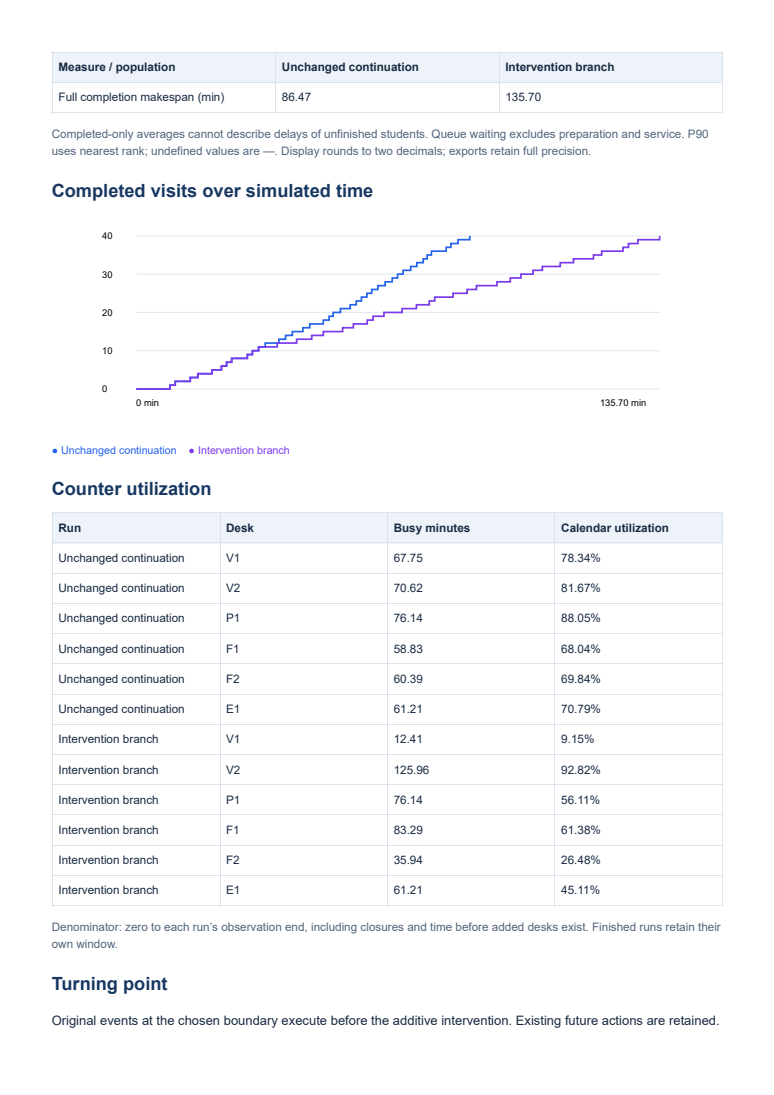 Measure / population Unchanged continuation Intervention branch
Full completion makespan (min) 86.47 135.70
Completed-only averages cannot describe delays of unfinished students. Queue waiting excludes preparation and service. P90
uses nearest rank; undefined values are —. Display rounds to two decimals; exports retain full precision.
Completed visits over simulated time
40
30
20
10
0
0 min 135.70 min
● Unchanged continuation ● Intervention branch
Counter utilization
Run Desk Busy minutes Calendar utilization
Unchanged continuation V1 67.75 78.34%
Unchanged continuation V2 70.62 81.67%
Unchanged continuation P1 76.14 88.05%
Unchanged continuation F1 58.83 68.04%
Unchanged continuation F2 60.39 69.84%
Unchanged continuation E1 61.21 70.79%
Intervention branch V1 12.41 9.15%
Intervention branch V2 125.96 92.82%
Intervention branch P1 76.14 56.11%
Intervention branch F1 83.29 61.38%
Intervention branch F2 35.94 26.48%
Intervention branch E1 61.21 45.11%
Denominator: zero to each run’s observation end, including closures and time before added desks exist. Finished runs retain their
own window.
Turning point
Original events at the chosen boundary execute before the additive intervention. Existing future actions are retained.